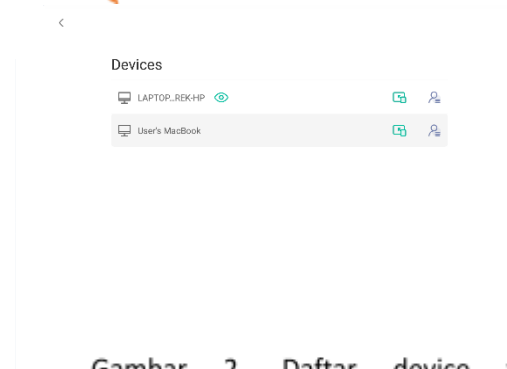 Devices
LAPTOP...REK-HP
User's MacBook
Gambar 2. Daftar device